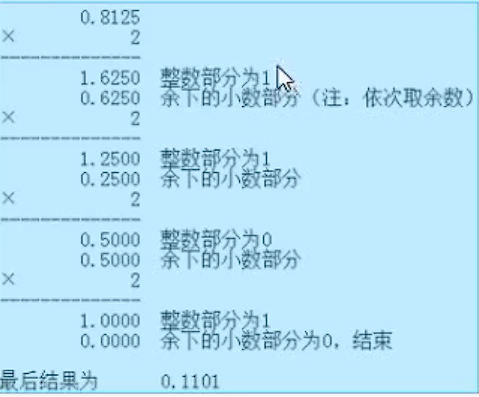 0.8125
× 2
--------------
1.6250 整数部分为1
0.6250 余下的小数部分（注：依次取余数）
× 2
--------------
1.2500 整数部分为1
0.2500 余下的小数部分
× 2
--------------
0.5000 整数部分为0
0.5000 余下的小数部分
× 2
--------------
1.0000 整数部分为1
0.0000 余下的小数部分为0，结束
最后结果为 0.1101